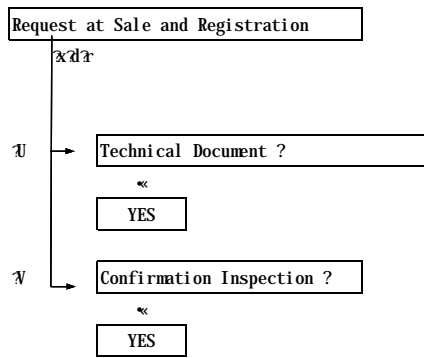 Request at Sale and Registration
Technical Document ?
YES
Confirmation Inspection ?
YES